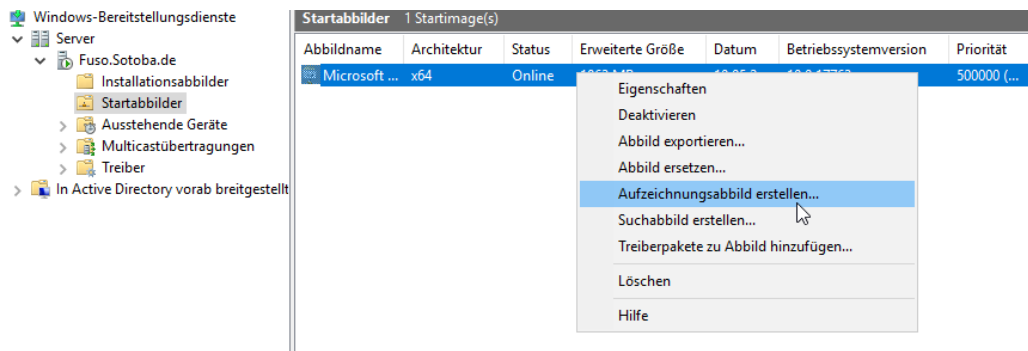 Windows-Bereitstellungsdienste
Server
Fuso.Sotoba.de
Installationsabbilder
Startabbilder
Ausstehende Geräte
Multicastübertragungen
Treiber
In Active Directory vorab breitgestellt
Startabbilder 1 Startimage(s)
Abbildname Architektur Status Erweiterte Größe Datum Betriebssystemversion Priorität
Microsoft ... x64 Online 500000 (...
Eigenschaften
Deaktivieren
Abbild exportieren...
Abbild ersetzen...
Aufzeichnungsabbild erstellen...
Suchabbild erstellen...
Treiberpakete zu Abbild hinzufügen...
Löschen
Hilfe